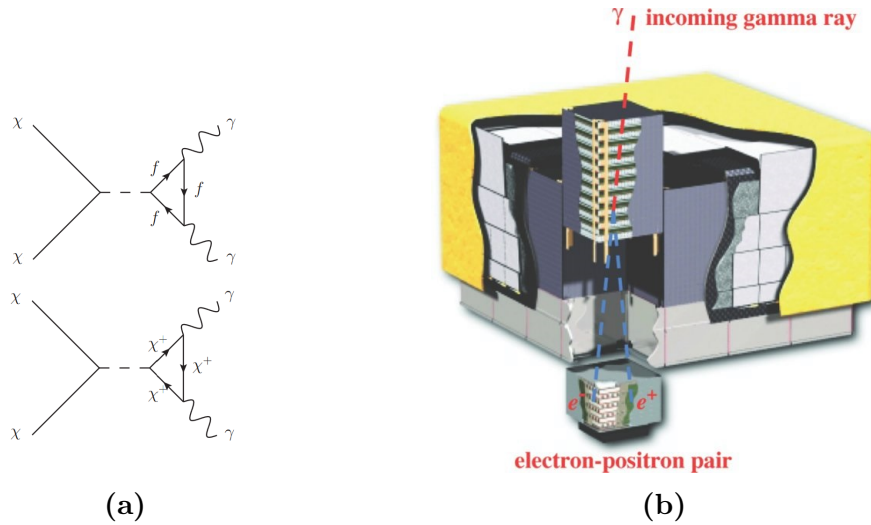 χ
γ
f
f
f
χ
γ
χ
γ
χ⁺
χ⁺
χ⁺
χ
γ
(a)
γ incoming gamma ray
e⁻
e⁺
electron-positron pair
(b)